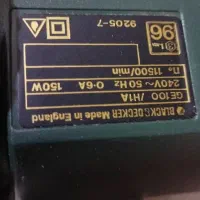 BLACK & DECKER Made in England
GE100 /H1A
240V~ 50Hz 0·6A 150W
n₀ 11500/min
96
9205-7